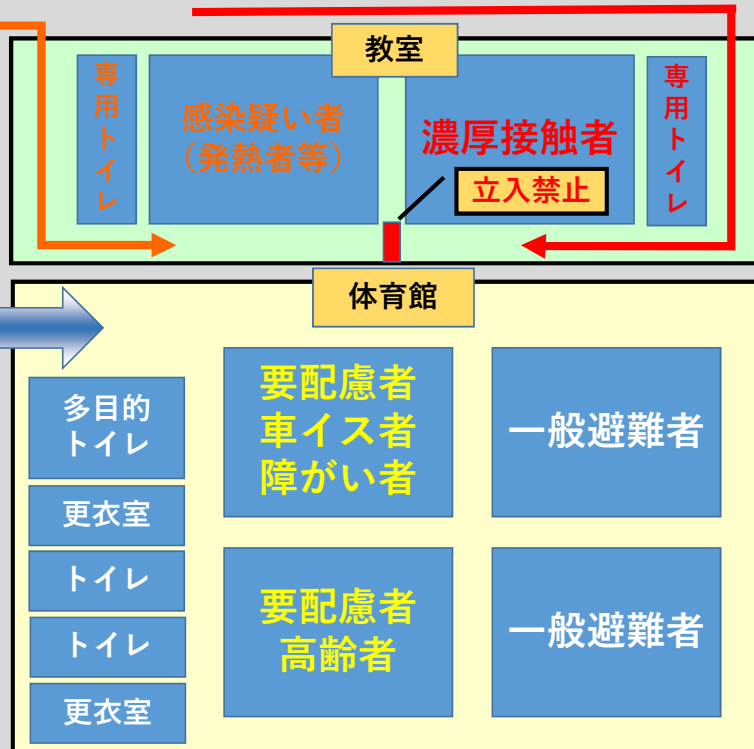 教室
専用トイレ
感染疑い者
（発熱者等）
濃厚接触者
立入禁止
専用トイレ
体育館
多目的
トイレ
更衣室
トイレ
トイレ
更衣室
要配慮者
車イス者
障がい者
一般避難者
要配慮者
高齢者
一般避難者